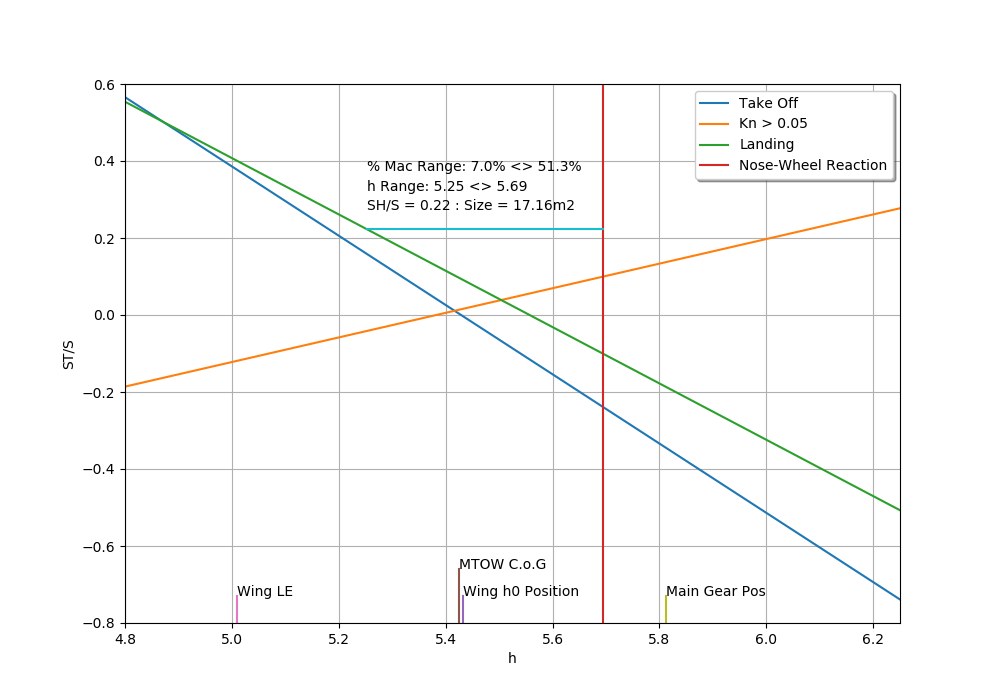 0.6
0.4
0.2
0.0
−0.2
−0.4
−0.6
−0.8
ST/S
Take Off
Kn > 0.05
Landing
Nose-Wheel Reaction
% Mac Range: 7.0% <> 51.3%
h Range: 5.25 <> 5.69
SH/S = 0.22 : Size = 17.16m2
MTOW C.o.G
Wing LE
Wing h0 Position
Main Gear Pos
4.8 5.0 5.2 5.4 5.6 5.8 6.0 6.2
h